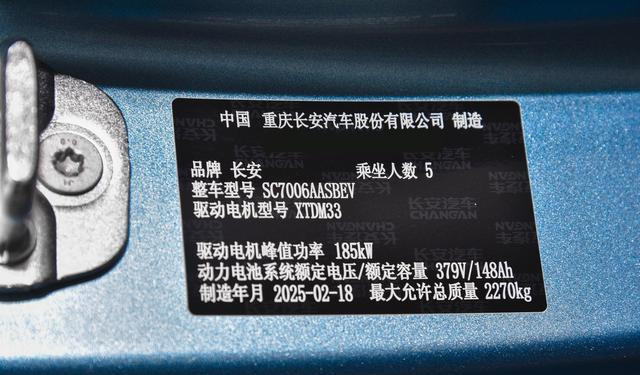 中国 重庆长安汽车股份有限公司 制造
品牌 长安 乘坐人数 5
整车型号 SC7006AASBEV
驱动电机型号 XTDM33
驱动电机峰值功率 185kW
动力电池系统额定电压/额定容量 379V/148Ah
制造年月 2025-02-18 最大允许总质量 2270kg